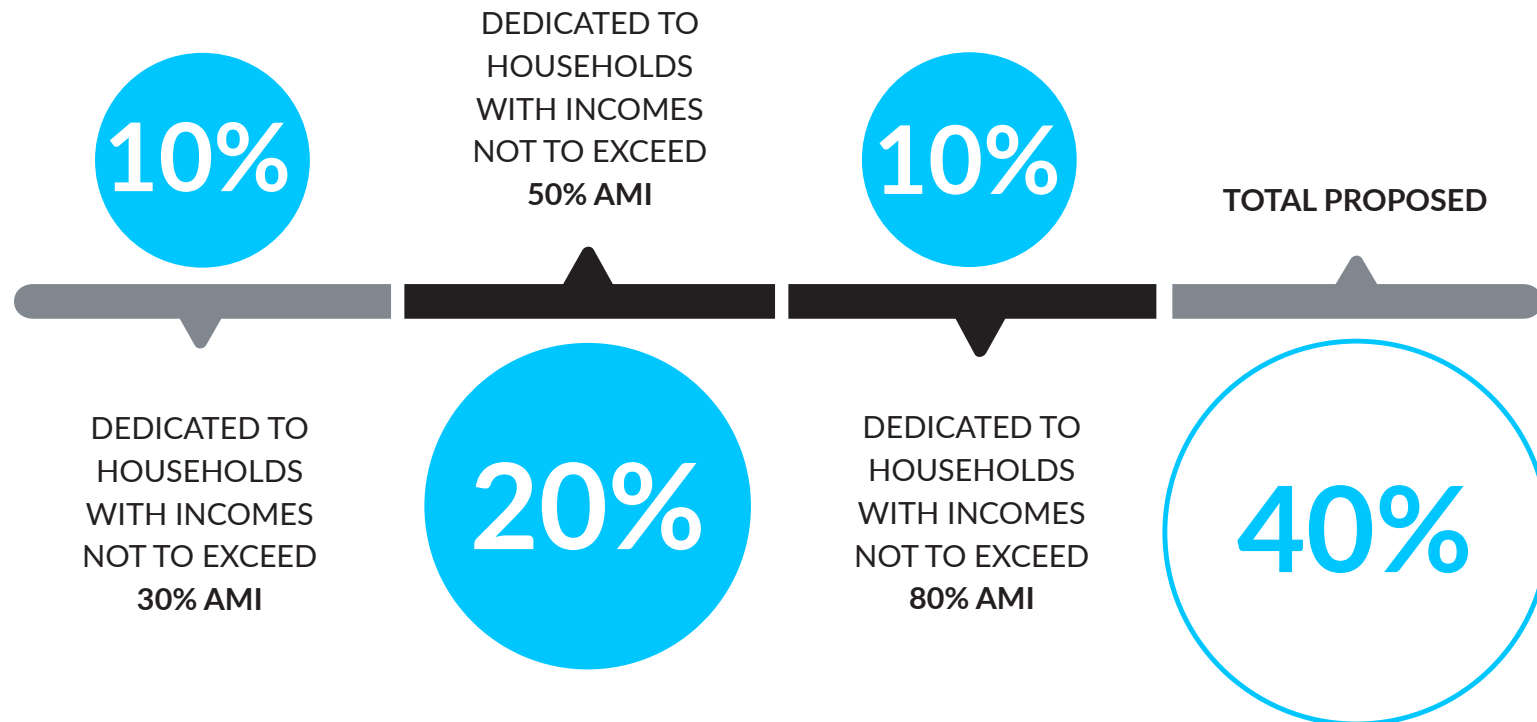 10%
DEDICATED TO
HOUSEHOLDS
WITH INCOMES
NOT TO EXCEED
30% AMI
DEDICATED TO
HOUSEHOLDS
WITH INCOMES
NOT TO EXCEED
50% AMI
20%
10%
DEDICATED TO
HOUSEHOLDS
WITH INCOMES
NOT TO EXCEED
80% AMI
TOTAL PROPOSED
40%